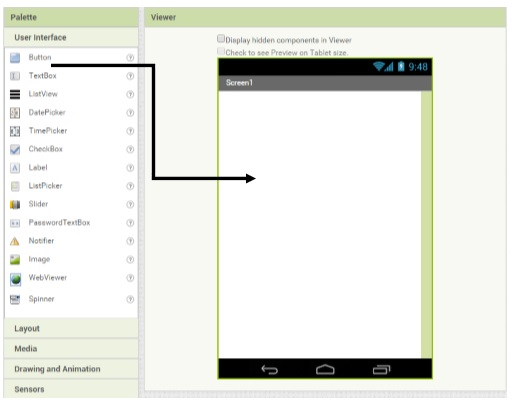 Palette
User Interface
Button
TextBox
ListView
DatePicker
TimePicker
CheckBox
Label
ListPicker
Slider
PasswordTextBox
Notifier
Image
WebViewer
Spinner
Layout
Media
Drawing and Animation
Sensors
Viewer
Display hidden components in Viewer
Check to see Preview on Tablet size.
9:48
Screen1